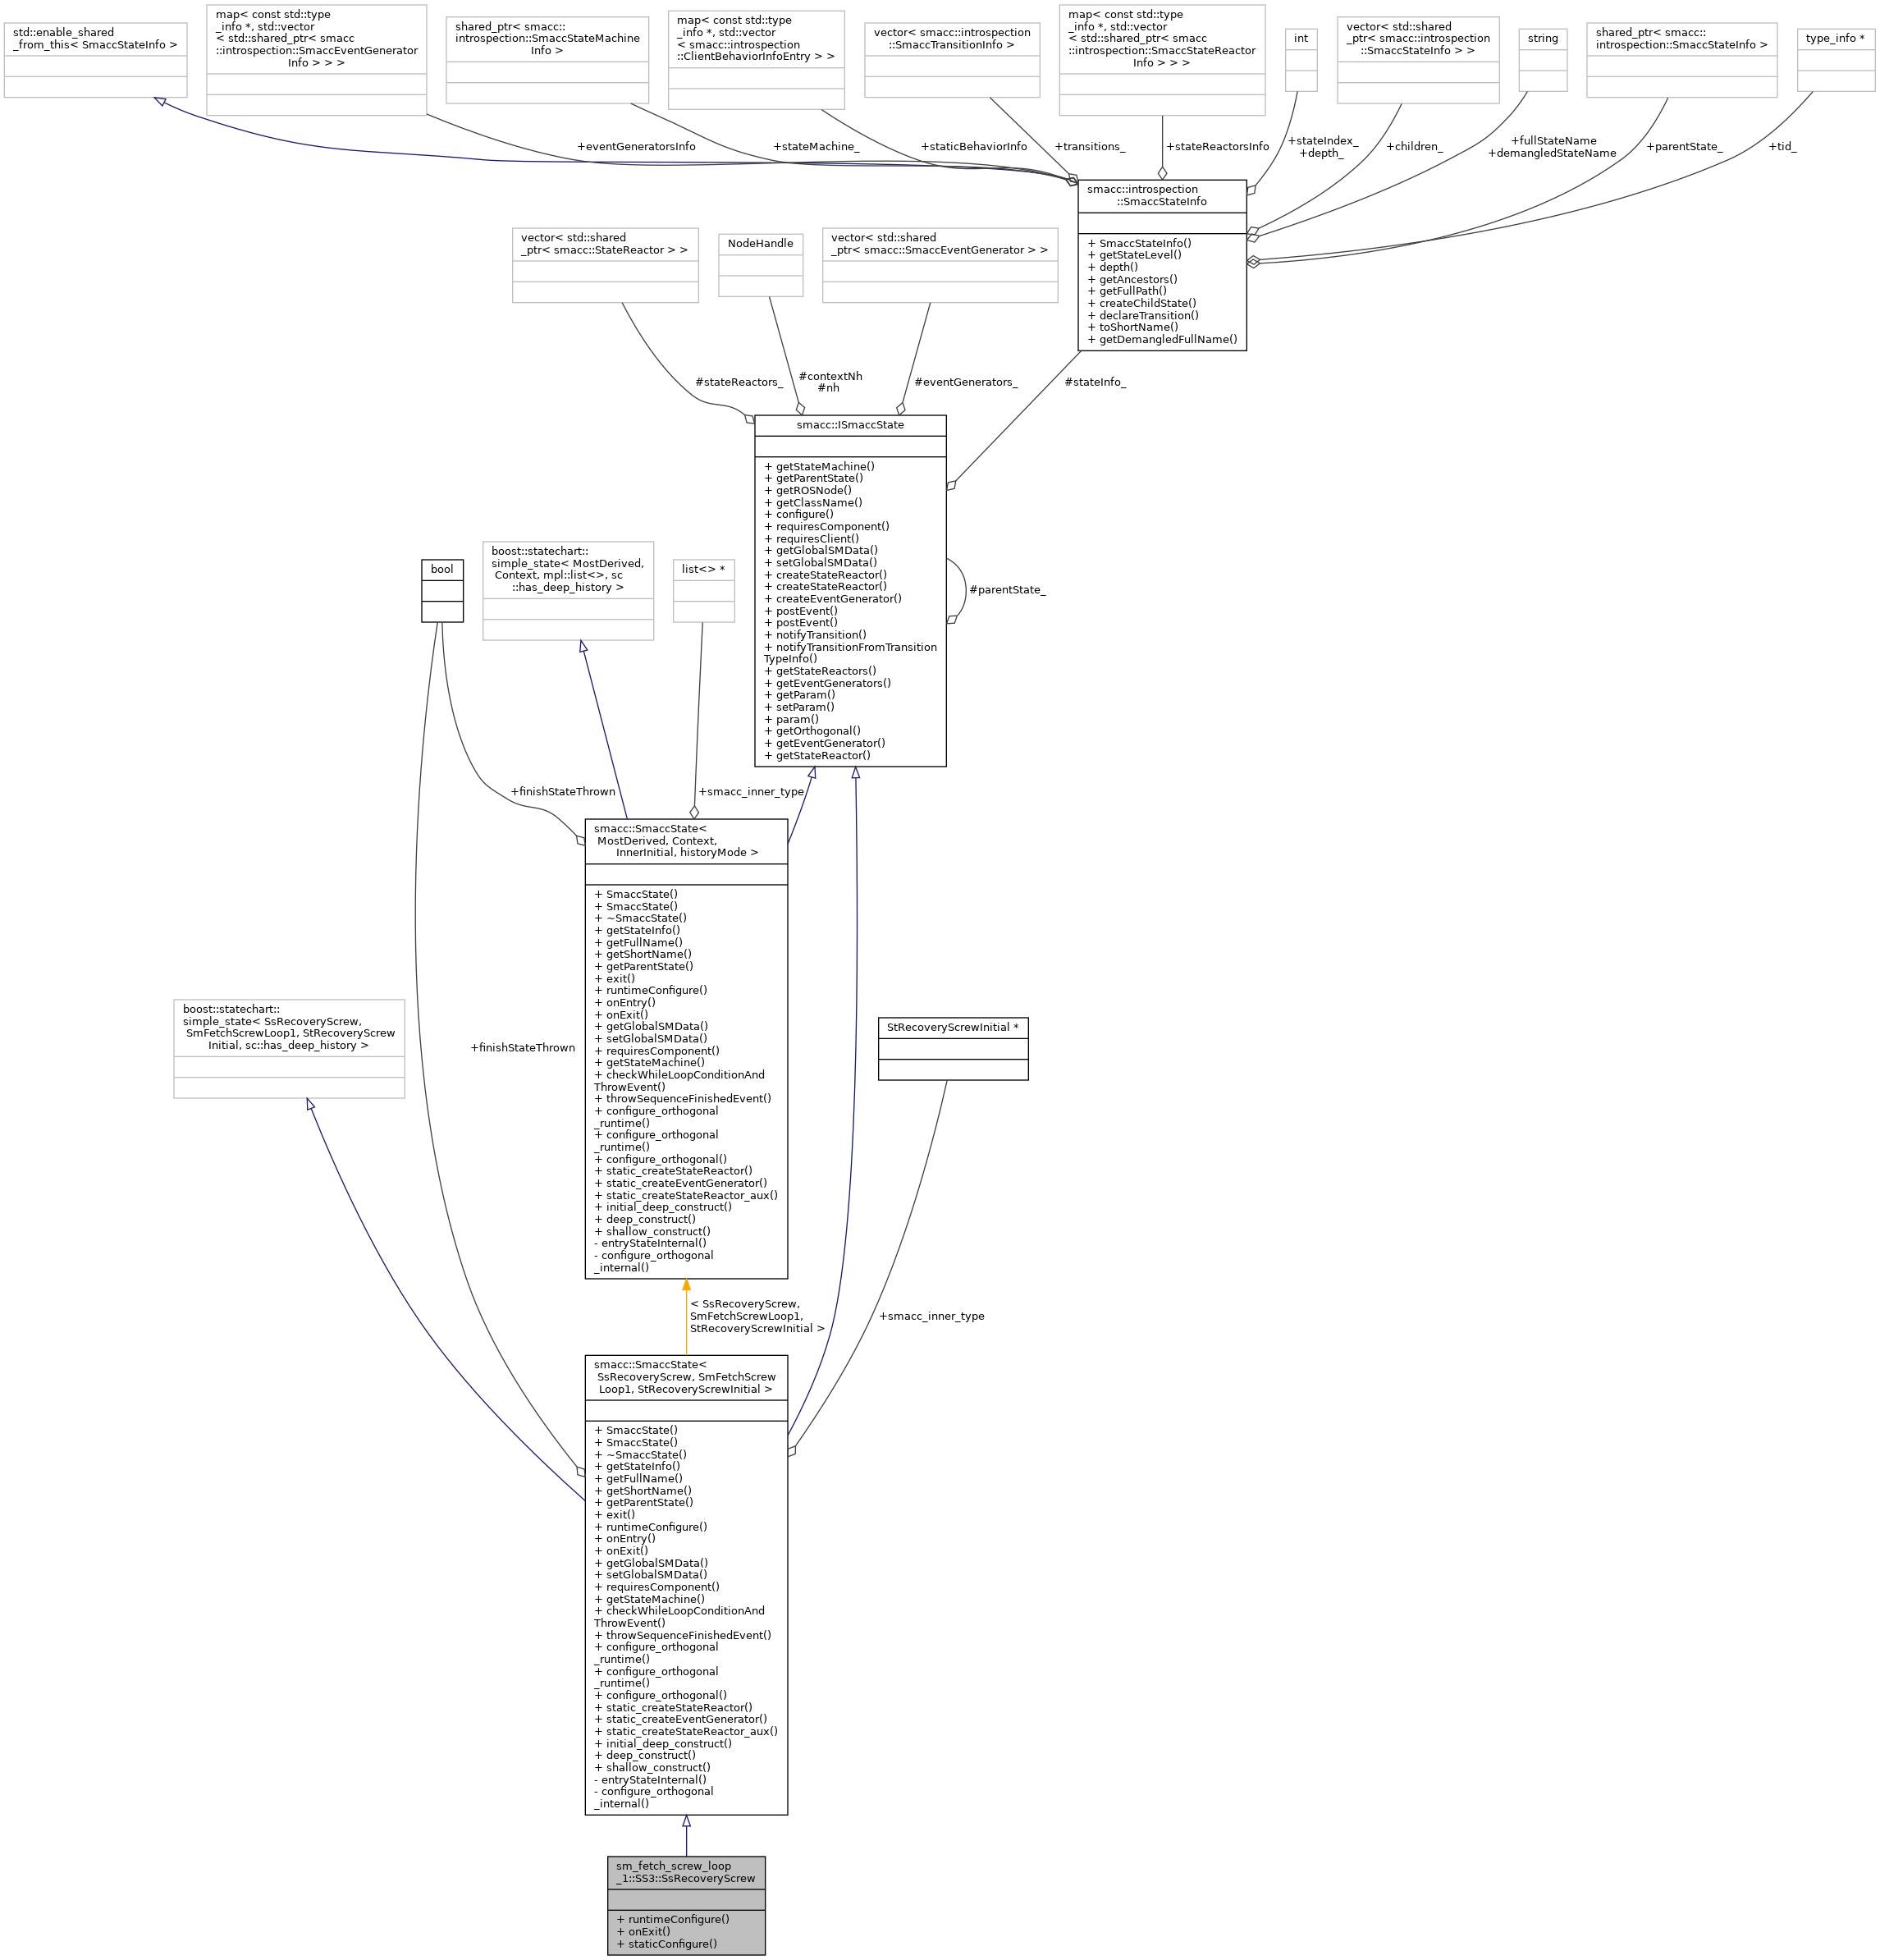 std::enable_shared
_from_this< SmaccStateInfo >
map< const std::type
_info *, std::vector
< std::shared_ptr< smacc
::introspection::SmaccEventGenerator
Info > > >
shared_ptr< smacc::
introspection::SmaccStateMachine
Info >
map< const std::type
_info *, std::vector
< smacc::introspection
::ClientBehaviorInfoEntry > >
vector< smacc::introspection
::SmaccTransitionInfo >
map< const std::type
_info *, std::vector
< std::shared_ptr< smacc
::introspection::SmaccStateReactor
Info > > >
int
vector< std::shared
_ptr< smacc::introspection
::SmaccStateInfo > >
string
shared_ptr< smacc::
introspection::SmaccStateInfo >
type_info *
+eventGeneratorsInfo
+stateMachine_
+staticBehaviorInfo
+transitions_
+stateReactorsInfo
+stateIndex_
+depth_
+children_
+fullStateName
+demangledStateName
+parentState_
+tid_
smacc::introspection
::SmaccStateInfo
+ SmaccStateInfo()
+ getStateLevel()
+ depth()
+ getAncestors()
+ getFullPath()
+ createChildState()
+ declareTransition()
+ toShortName()
+ getDemangledFullName()
vector< std::shared
_ptr< smacc::StateReactor > >
NodeHandle
vector< std::shared
_ptr< smacc::SmaccEventGenerator > >
#stateReactors_
#contextNh
#nh
#eventGenerators_
#stateInfo_
smacc::ISmaccState
+ getStateMachine()
+ getParentState()
+ getROSNode()
+ getClassName()
+ configure()
+ requiresComponent()
+ requiresClient()
+ getGlobalSMData()
+ setGlobalSMData()
+ createStateReactor()
+ createStateReactor()
+ createEventGenerator()
+ postEvent()
+ postEvent()
+ notifyTransition()
+ notifyTransitionFromTransition
TypeInfo()
+ getStateReactors()
+ getEventGenerators()
+ getParam()
+ setParam()
+ param()
+ getOrthogonal()
+ getEventGenerator()
+ getStateReactor()
#parentState_
bool
boost::statechart::
simple_state< MostDerived,
Context, mpl::list<>, sc
::has_deep_history >
list<> *
+finishStateThrown
+smacc_inner_type
smacc::SmaccState<
MostDerived, Context,
InnerInitial, historyMode >
+ SmaccState()
+ SmaccState()
+ ~SmaccState()
+ getStateInfo()
+ getFullName()
+ getShortName()
+ getParentState()
+ exit()
+ runtimeConfigure()
+ onEntry()
+ onExit()
+ getGlobalSMData()
+ setGlobalSMData()
+ requiresComponent()
+ getStateMachine()
+ checkWhileLoopConditionAnd
ThrowEvent()
+ throwSequenceFinishedEvent()
+ configure_orthogonal
_runtime()
+ configure_orthogonal
_runtime()
+ configure_orthogonal()
+ static_createStateReactor()
+ static_createEventGenerator()
+ static_createStateReactor_aux()
+ initial_deep_construct()
+ deep_construct()
+ shallow_construct()
- entryStateInternal()
- configure_orthogonal
_internal()
boost::statechart::
simple_state< SsRecoveryScrew,
SmFetchScrewLoop1, StRecoveryScrew
Initial, sc::has_deep_history >
+finishStateThrown
StRecoveryScrewInitial *
< SsRecoveryScrew,
SmFetchScrewLoop1,
StRecoveryScrewInitial >
+smacc_inner_type
smacc::SmaccState<
SsRecoveryScrew, SmFetchScrew
Loop1, StRecoveryScrewInitial >
+ SmaccState()
+ SmaccState()
+ ~SmaccState()
+ getStateInfo()
+ getFullName()
+ getShortName()
+ getParentState()
+ exit()
+ runtimeConfigure()
+ onEntry()
+ onExit()
+ getGlobalSMData()
+ setGlobalSMData()
+ requiresComponent()
+ getStateMachine()
+ checkWhileLoopConditionAnd
ThrowEvent()
+ throwSequenceFinishedEvent()
+ configure_orthogonal
_runtime()
+ configure_orthogonal
_runtime()
+ configure_orthogonal()
+ static_createStateReactor()
+ static_createEventGenerator()
+ static_createStateReactor_aux()
+ initial_deep_construct()
+ deep_construct()
+ shallow_construct()
- entryStateInternal()
- configure_orthogonal
_internal()
sm_fetch_screw_loop
_1::SS3::SsRecoveryScrew
+ runtimeConfigure()
+ onExit()
+ staticConfigure()